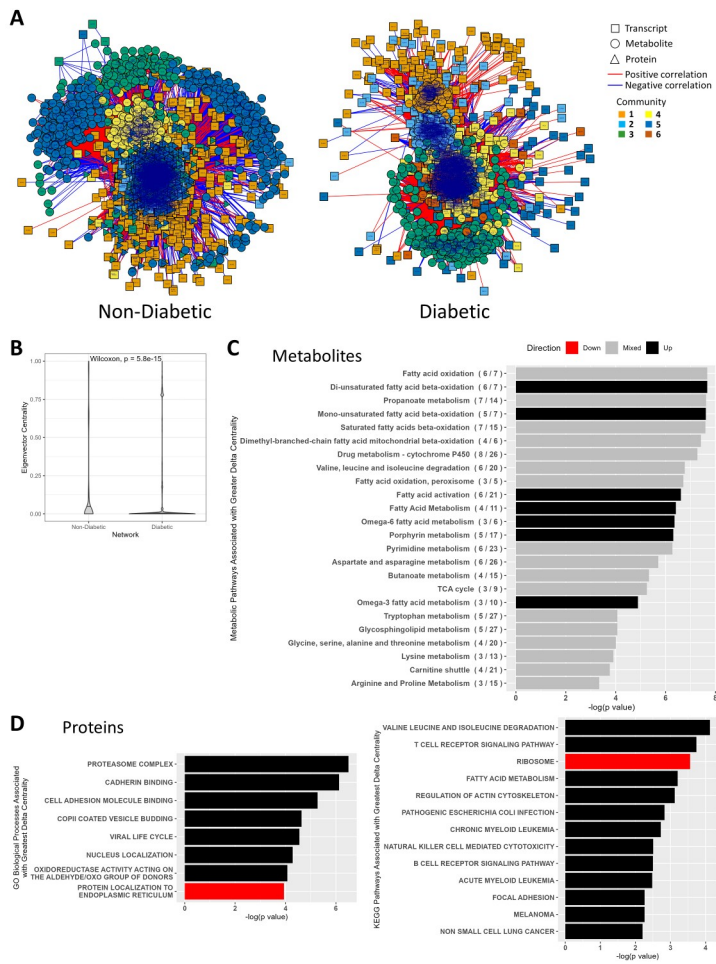 A
Transcript
Metabolite
Protein
Positive correlation
Negative correlation
Community
1 4
2 5
3 6
Non-Diabetic
Diabetic
B
Wilcoxon, p = 5.8e-15
Eigenvector Centrality
1.00
0.75
0.50
0.25
0.00
Non-Diabetic
Diabetic
Network
C
Metabolites
Direction Down Mixed Up
Metabolic Pathways Associated with Greater Delta Centrality
Fatty acid oxidation ( 6 / 7 )
Di-unsaturated fatty acid beta-oxidation ( 6 / 7 )
Propanoate metabolism ( 7 / 14 )
Mono-unsaturated fatty acid beta-oxidation ( 5 / 7 )
Saturated fatty acids beta-oxidation ( 7 / 15 )
Dimethyl-branched-chain fatty acid mitochondrial beta-oxidation ( 4 / 6 )
Drug metabolism - cytochrome P450 ( 8 / 26 )
Valine, leucine and isoleucine degradation ( 6 / 20 )
Fatty acid oxidation, peroxisome ( 3 / 5 )
Fatty acid activation ( 6 / 21 )
Fatty Acid Metabolism ( 4 / 11 )
Omega-6 fatty acid metabolism ( 3 / 6 )
Porphyrin metabolism ( 5 / 17 )
Pyrimidine metabolism ( 6 / 23 )
Aspartate and asparagine metabolism ( 6 / 26 )
Butanoate metabolism ( 4 / 15 )
TCA cycle ( 3 / 9 )
Omega-3 fatty acid metabolism ( 3 / 10 )
Tryptophan metabolism ( 5 / 27 )
Glycosphingolipid metabolism ( 5 / 27 )
Glycine, serine, alanine and threonine metabolism ( 4 / 20 )
Lysine metabolism ( 3 / 13 )
Carnitine shuttle ( 4 / 21 )
Arginine and Proline Metabolism ( 3 / 15 )
0 2 4 6 8
-log(p value)
D
Proteins
GO Biological Processes Associated
with Greatest Delta Centrality
PROTEASOME COMPLEX
CADHERIN BINDING
CELL ADHESION MOLECULE BINDING
COPII COATED VESICLE BUDDING
VIRAL LIFE CYCLE
NUCLEUS LOCALIZATION
OXIDOREDUCTASE ACTIVITY ACTING ON
THE ALDEHYDE/OXO GROUP OF DONORS
PROTEIN LOCALIZATION TO
ENDOPLASMIC RETICULUM
0 2 4 6
-log(p value)
KEGG Pathways Associated with Greatest Delta Centrality
VALINE LEUCINE AND ISOLEUCINE DEGRADATION
T CELL RECEPTOR SIGNALING PATHWAY
RIBOSOME
FATTY ACID METABOLISM
REGULATION OF ACTIN CYTOSKELETON
PATHOGENIC ESCHERICHIA COLI INFECTION
CHRONIC MYELOID LEUKEMIA
NATURAL KILLER CELL MEDIATED CYTOTOXICITY
B CELL RECEPTOR SIGNALING PATHWAY
ACUTE MYELOID LEUKEMIA
FOCAL ADHESION
MELANOMA
NON SMALL CELL LUNG CANCER
0 1 2 3 4
-log(p value)